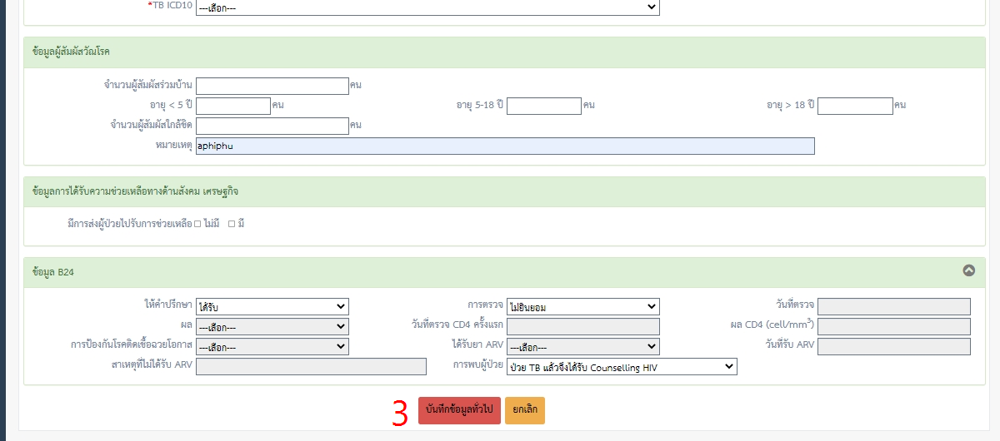 *TB ICD10 ---เลือก---
ข้อมูลผู้สัมผัสวัณโรค
จำนวนผู้สัมผัสร่วมบ้าน คน
อายุ < 5 ปี คน อายุ 5-18 ปี คน อายุ > 18 ปี คน
จำนวนผู้สัมผัสใกล้ชิด คน
หมายเหตุ aphiphu
ข้อมูลการได้รับความช่วยเหลือทางด้านสังคม เศรษฐกิจ
มีการส่งผู้ป่วยไปรับการช่วยเหลือ ไม่มี มี
ข้อมูล B24
ให้คำปรึกษา ได้รับ การตรวจ ไม่ยินยอม วันที่ตรวจ
ผล ---เลือก--- วันที่ตรวจ CD4 ครั้งแรก ผล CD4 (cell/mm³)
การป้องกันโรคติดเชื้อฉวยโอกาส ---เลือก--- ได้รับยา ARV ---เลือก--- วันที่รับ ARV
สาเหตุที่ไม่ได้รับ ARV การพบผู้ป่วย ป่วย TB แล้วจึงได้รับ Counselling HIV
3 บันทึกข้อมูลทั่วไป ยกเลิก